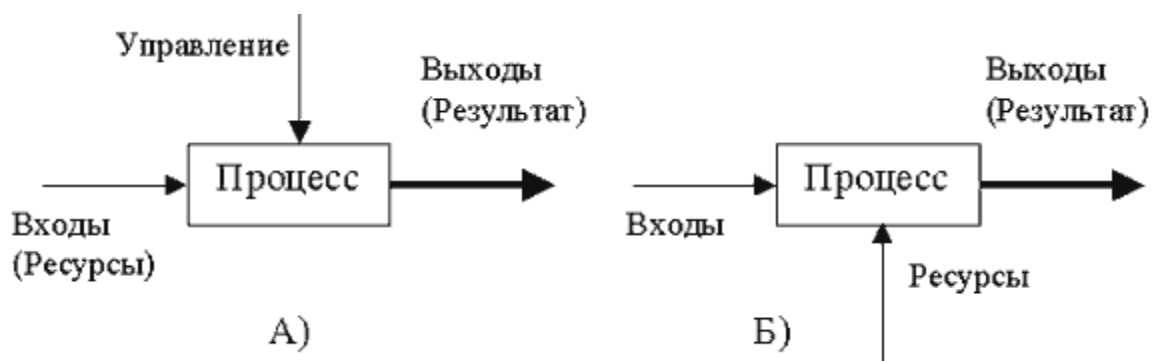 Управление
Выходы
(Результат)
Процесс
Входы
(Ресурсы)
А)
Выходы
(Результат)
Процесс
Входы
Ресурсы
Б)